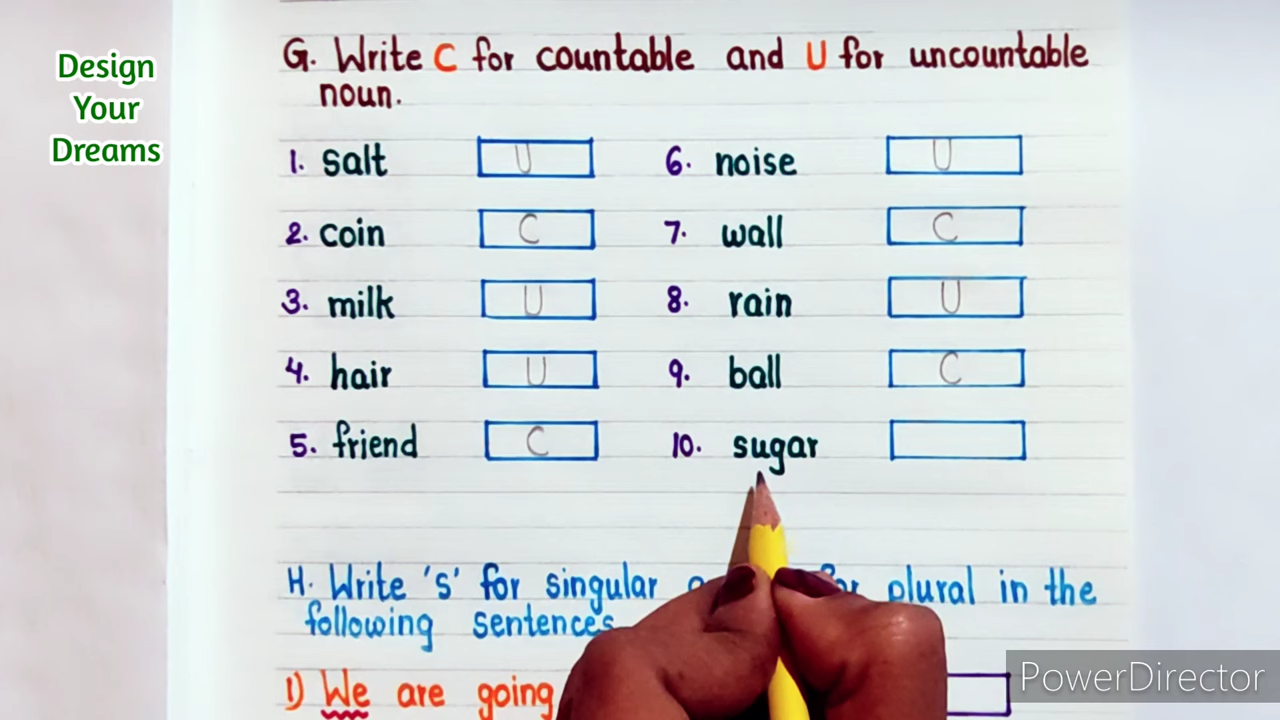 Design
Your
Dreams
G. Write C for countable and U for uncountable
noun.
1. salt U 6. noise U
2. coin C 7. wall C
3. milk U 8. rain U
4. hair U 9. ball C
5. friend C 10. sugar
H. Write 's' for singular for plural in the
following sentences
1) We are going
PowerDirector